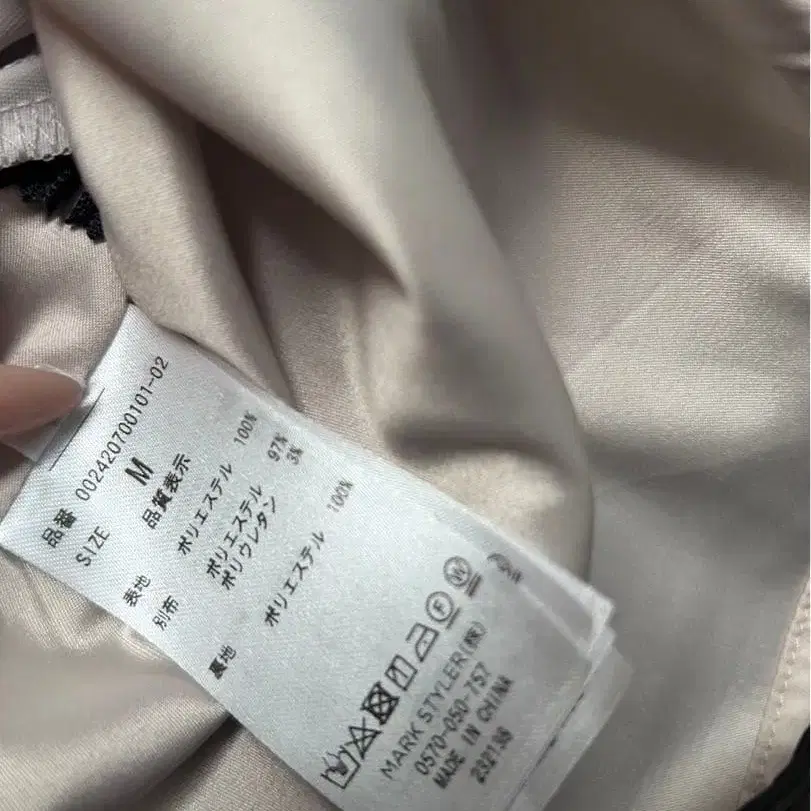 品番 002420700101-02
SIZE M
品質表示
表地 ポリエステル 100%
別布 ポリエステル 97%
ポリウレタン 3%
裏地 ポリエステル 100%
MARK STYLER(株)
0570-050-757
MADE IN CHINA
232138